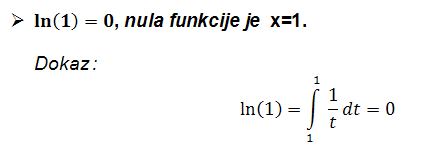 ➤ ln(1) = 0, nula funkcije je x=1.
Dokaz:
ln(1) = ∫₁¹ 1/t dt = 0